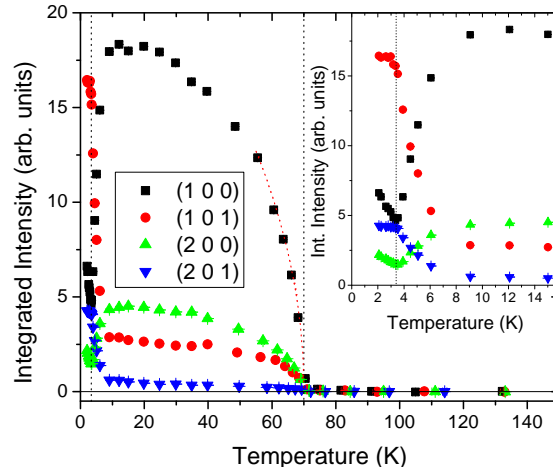 20
15
10
5
0
Integrated Intensity (arb. units)
0 20 40 60 80 100 120 140
Temperature (K)
(1 0 0)
(1 0 1)
(2 0 0)
(2 0 1)
15
10
5
0
Int. Intensity (arb. units)
0 2 4 6 8 10 12 14
Temperature (K)